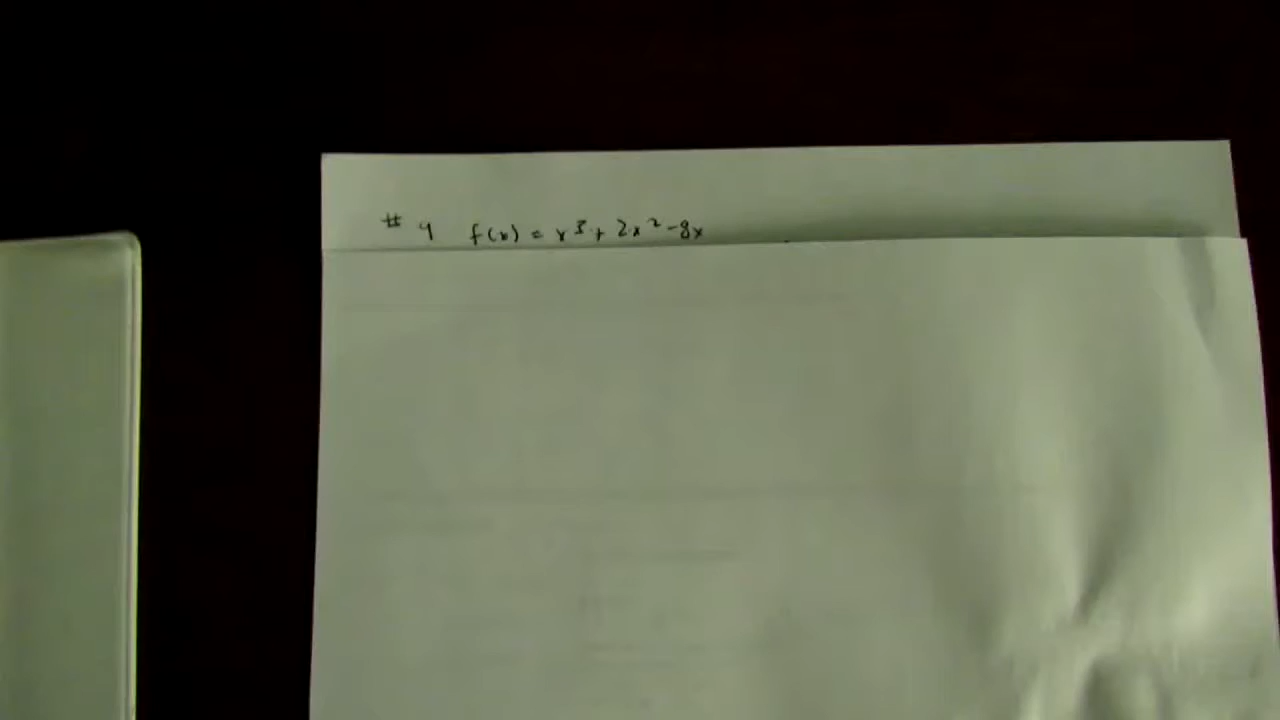 # 4 f(x) = x³ + 2x² - 8x